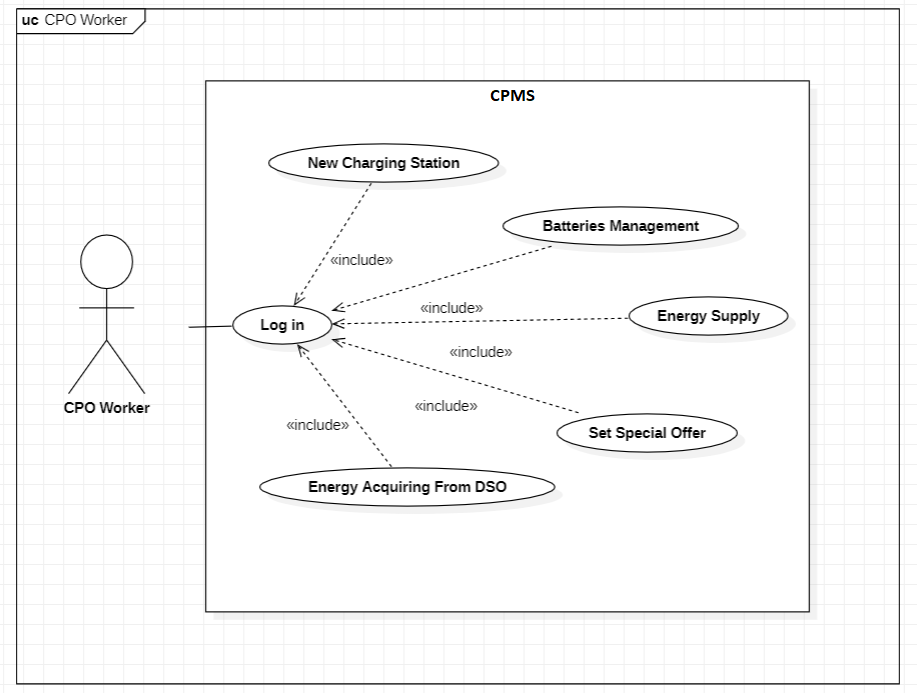 uc CPO Worker
CPMS
New Charging Station
Batteries Management
«include»
«include»
Energy Supply
Log in
«include»
CPO Worker
«include»
«include»
Set Special Offer
Energy Acquiring From DSO